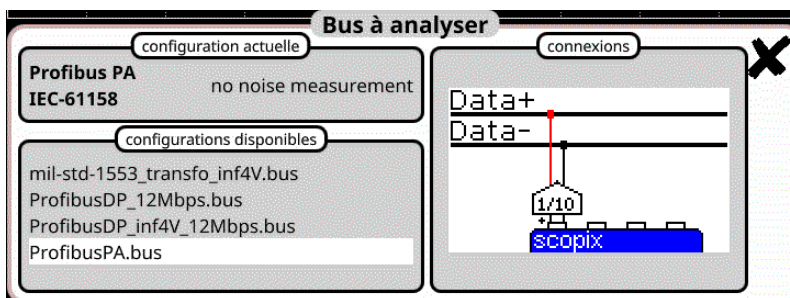 Bus à analyser
configuration actuelle
Profibus PA
IEC-61158
no noise measurement
configurations disponibles
mil-std-1553_transfo_inf4V.bus
ProfibusDP_12Mbps.bus
ProfibusDP_inf4V_12Mbps.bus
ProfibusPA.bus
connexions
Data+
Data-
1/10
+
scopix